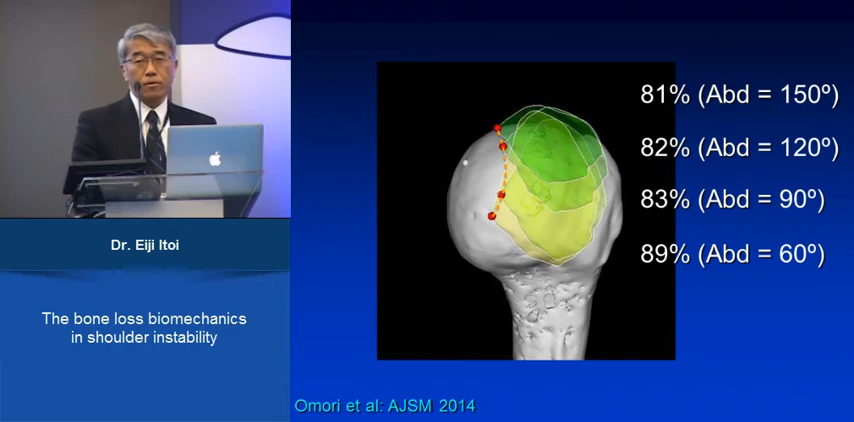 Dr. Eiji Itoi
The bone loss biomechanics
in shoulder instability
81% (Abd = 150º)
82% (Abd = 120º)
83% (Abd = 90º)
89% (Abd = 60º)
Omori et al: AJSM 2014